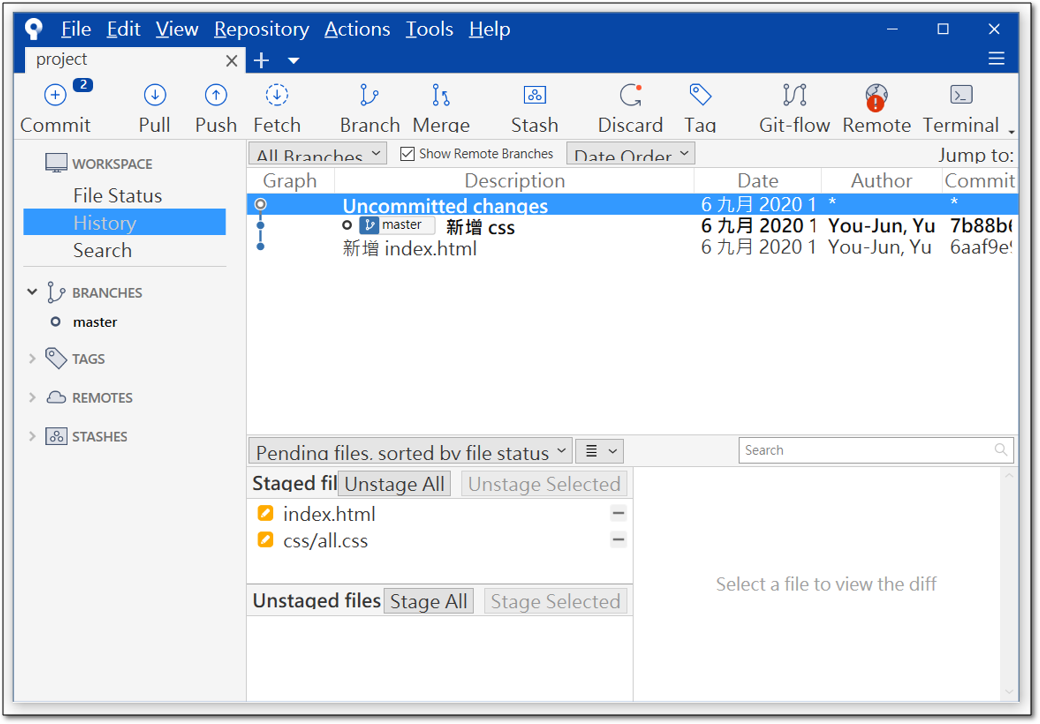 File Edit View Repository Actions Tools Help
project
2
Commit Pull Push Fetch Branch Merge Stash Discard Tag Git-flow Remote Terminal
WORKSPACE
File Status
History
Search
BRANCHES
master
TAGS
REMOTES
STASHES
All Branches Show Remote Branches Date Order Jump to:
Graph Description Date Author Commit
Uncommitted changes 6 九月 2020 1 * *
master 新增 css 6 九月 2020 1 You-Jun, Yu 7b88b6
新增 index.html 6 九月 2020 1 You-Jun, Yu 6aaf9e9
Pending files, sorted by file status Search
Staged fil Unstage All Unstage Selected
index.html
css/all.css
Unstaged files Stage All Stage Selected
Select a file to view the diff